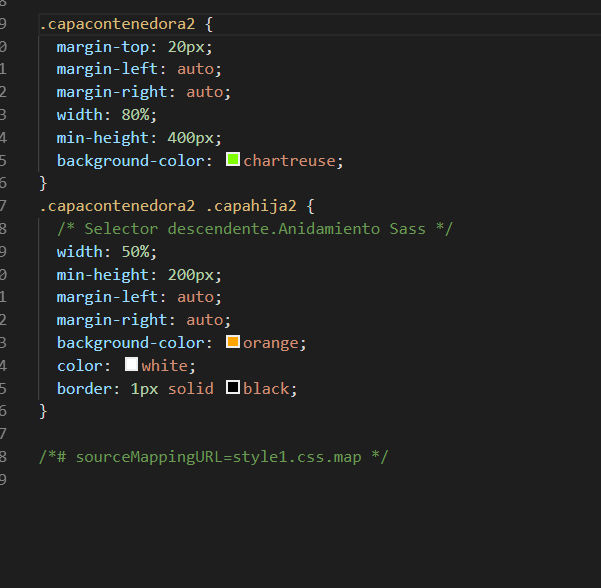 8
9 .capacontenedora2 {
0 margin-top: 20px;
1 margin-left: auto;
2 margin-right: auto;
3 width: 80%;
4 min-height: 400px;
5 background-color: chartreuse;
6 }
7 .capacontenedora2 .capahija2 {
8 /* Selector descendente.Anidamiento Sass */
9 width: 50%;
0 min-height: 200px;
1 margin-left: auto;
2 margin-right: auto;
3 background-color: orange;
4 color: white;
5 border: 1px solid black;
6 }
7
8 /*# sourceMappingURL=style1.css.map */
9